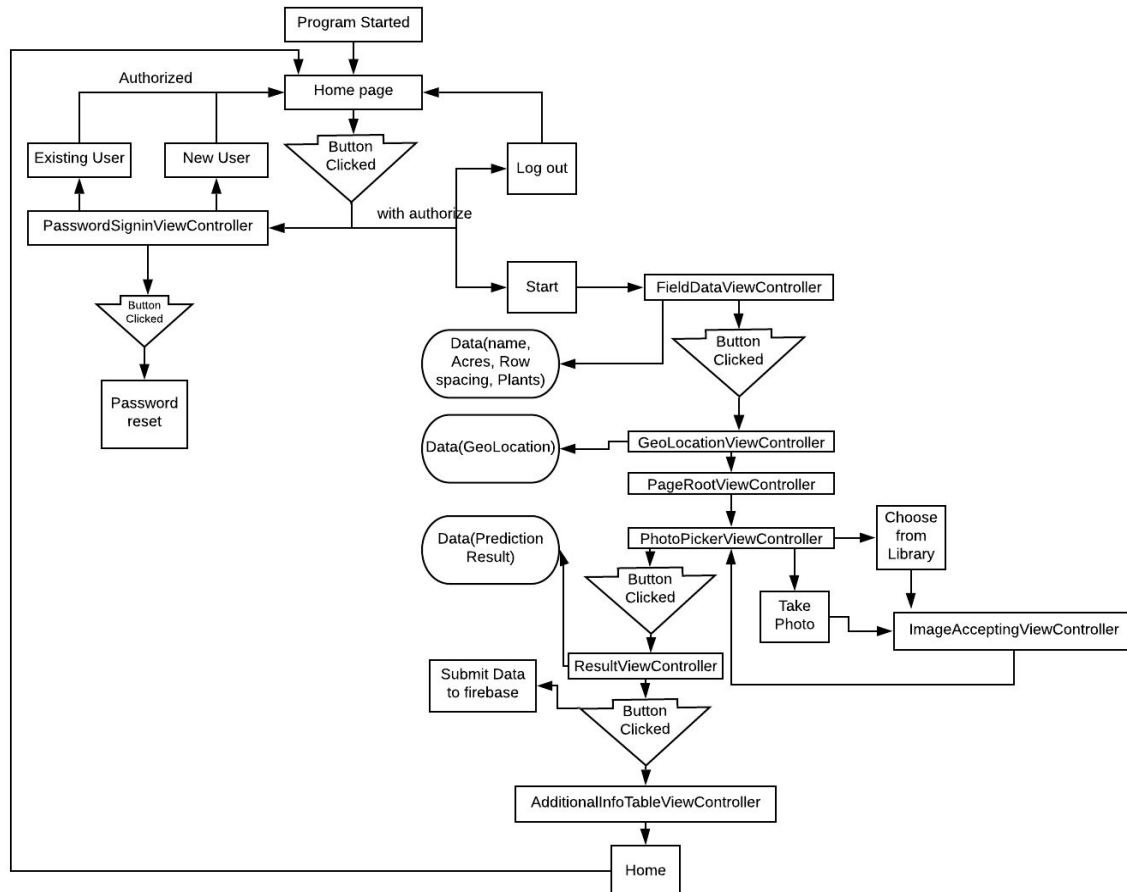 Program Started
Authorized
Home page
Button
Clicked
Existing User
New User
Log out
with authorize
PasswordSigninViewController
Start
FieldDataViewController
Button
Clicked
Data(name,
Acres, Row
spacing, Plants)
Button
Clicked
Password
reset
GeoLocationViewController
Data(GeoLocation)
PageRootViewController
Choose
from
Library
Data(Prediction
Result)
PhotoPickerViewController
Button
Clicked
Take
Photo
ImageAcceptingViewController
ResultViewController
Submit Data
to firebase
Button
Clicked
AdditionalInfoTableViewController
Home